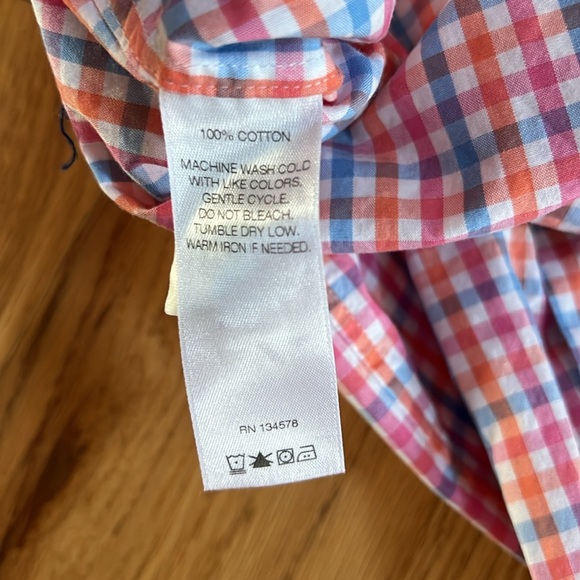 100% COTTON
MACHINE WASH COLD
WITH LIKE COLORS.
GENTLE CYCLE.
DO NOT BLEACH.
TUMBLE DRY LOW.
WARM IRON IF NEEDED.
RN 134578